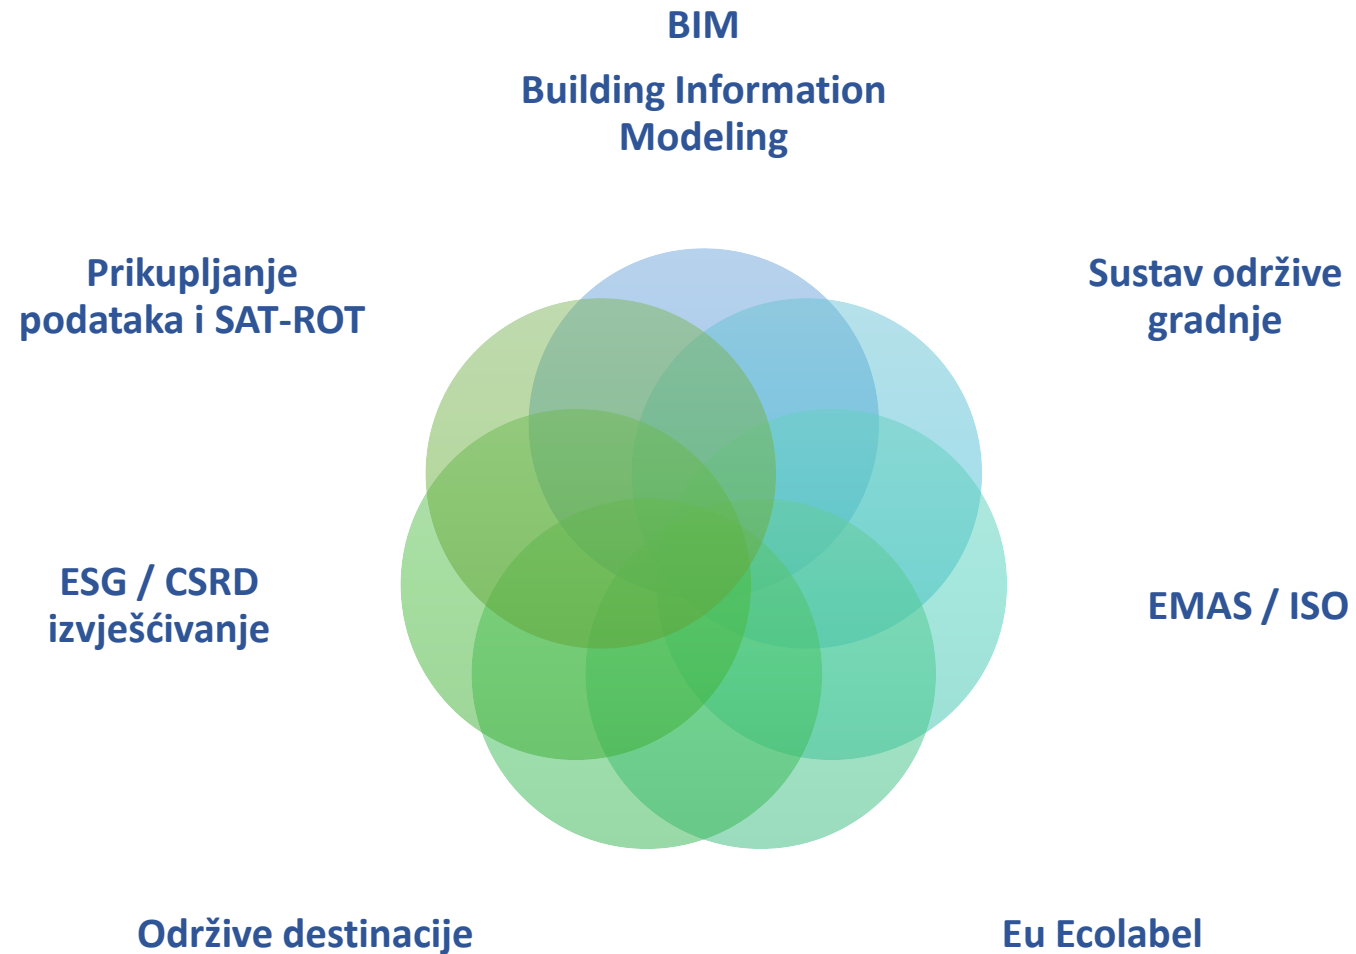 BIM
Building Information
Modeling
Prikupljanje
podataka i SAT-ROT
Sustav održive
gradnje
ESG / CSRD
izvješćivanje
EMAS / ISO
Održive destinacije
Eu Ecolabel